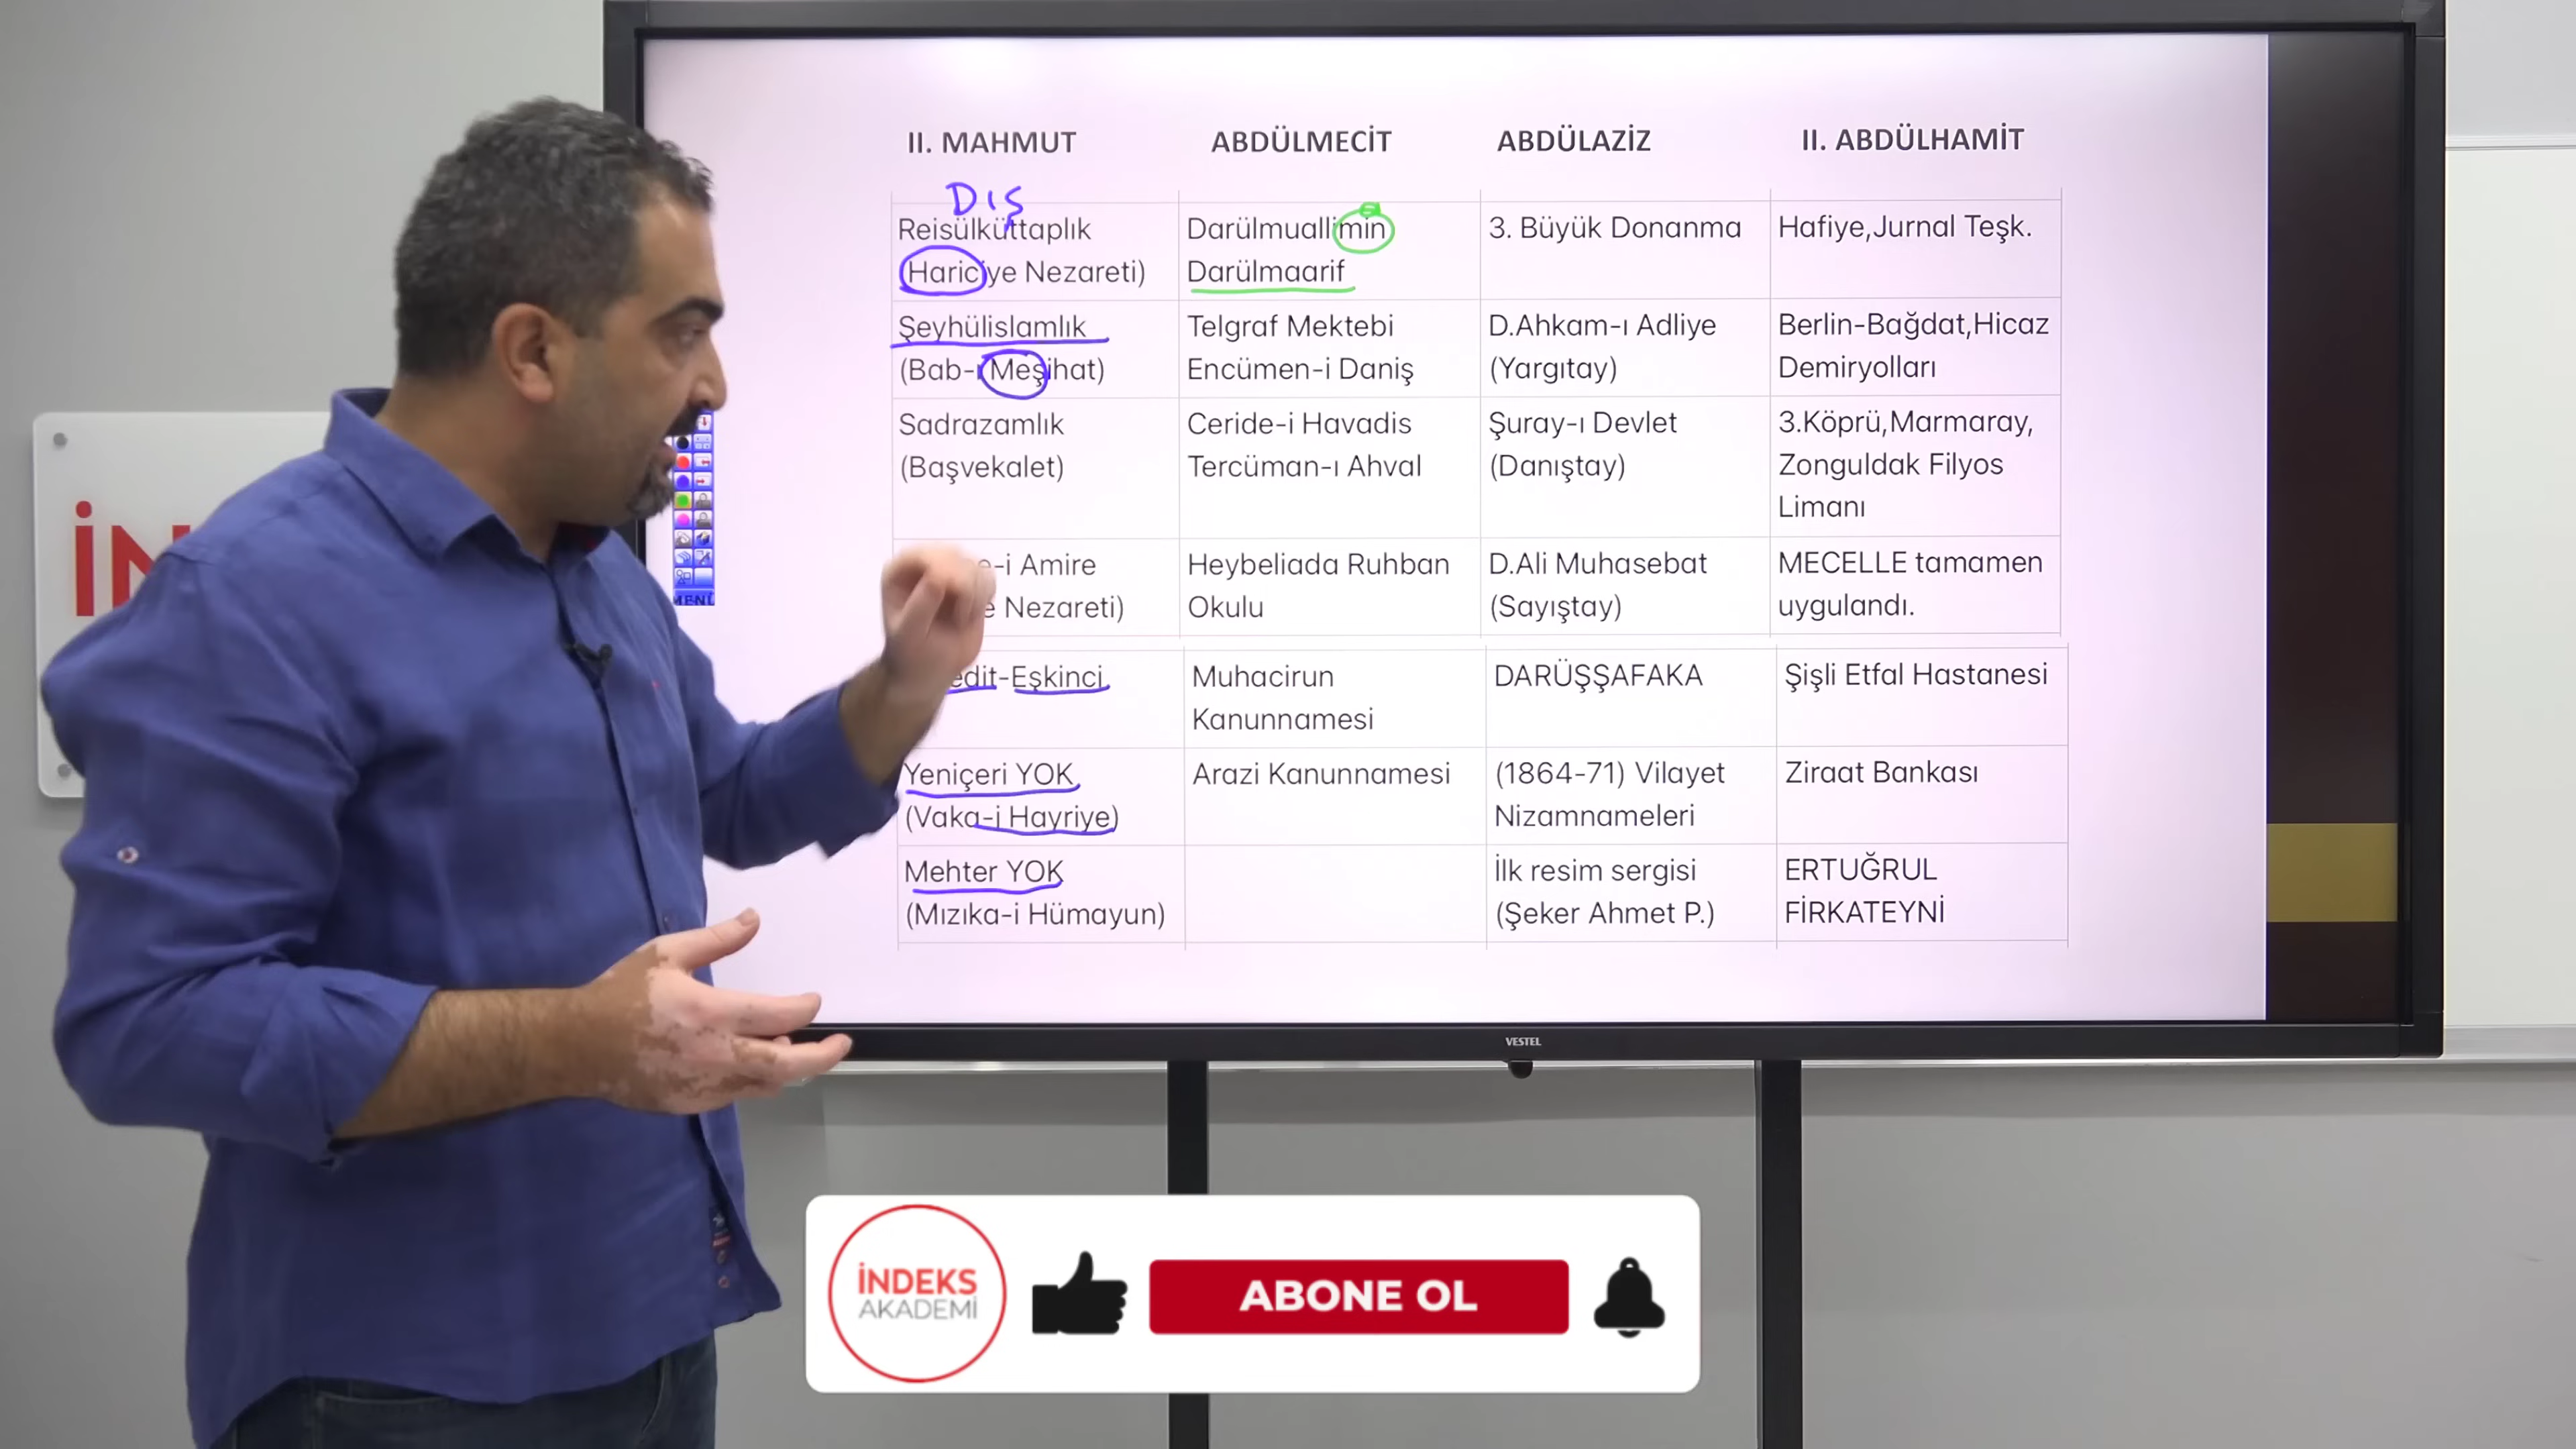 II. MAHMUT
ABDÜLMECİT
ABDÜLAZİZ
II. ABDÜLHAMİT
DIŞ
Reisülküttaplık
Hariciye Nezareti)
Darülmuallimin
Darülmaarif
3. Büyük Donanma
Hafiye,Jurnal Teşk.
Şeyhülislamlık
(Bab-ı Meşihat)
Telgraf Mektebi
Encümen-i Daniş
D.Ahkam-ı Adliye
(Yargıtay)
Berlin-Bağdat,Hicaz
Demiryolları
Sadrazamlık
(Başvekalet)
Ceride-i Havadis
Tercüman-ı Ahval
Şuray-ı Devlet
(Danıştay)
3.Köprü,Marmaray,
Zonguldak Filyos
Limanı
e-i Amire
e Nezareti)
Heybeliada Ruhban
Okulu
D.Ali Muhasebat
(Sayıştay)
MECELLE tamamen
uygulandı.
edit-Eşkinci
Muhacirun
Kanunnamesi
DARÜŞŞAFAKA
Şişli Etfal Hastanesi
Yeniçeri YOK
(Vaka-i Hayriye)
Arazi Kanunnamesi
(1864-71) Vilayet
Nizamnameleri
Ziraat Bankası
Mehter YOK
(Mızıka-i Hümayun)
İlk resim sergisi
(Şeker Ahmet P.)
ERTUĞRUL
FİRKATEYNİ
MENÜ
İN
VESTEL
İNDEKS
AKADEMİ
ABONE OL